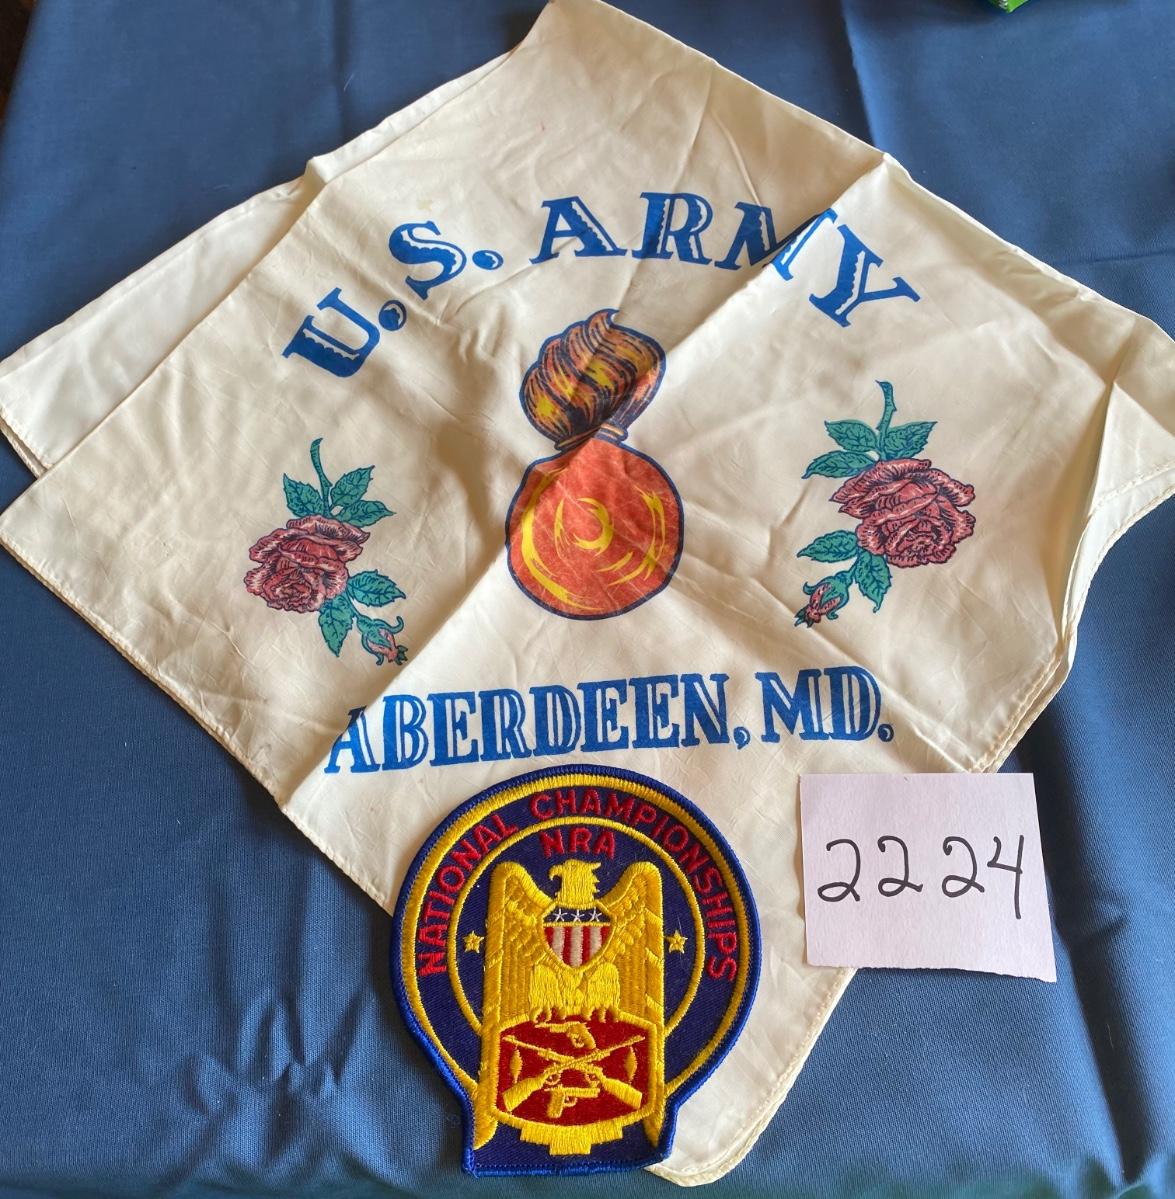 U.S. ARMY
ABERDEEN, MD.
NATIONAL CHAMPIONSHIPS
NRA
2224